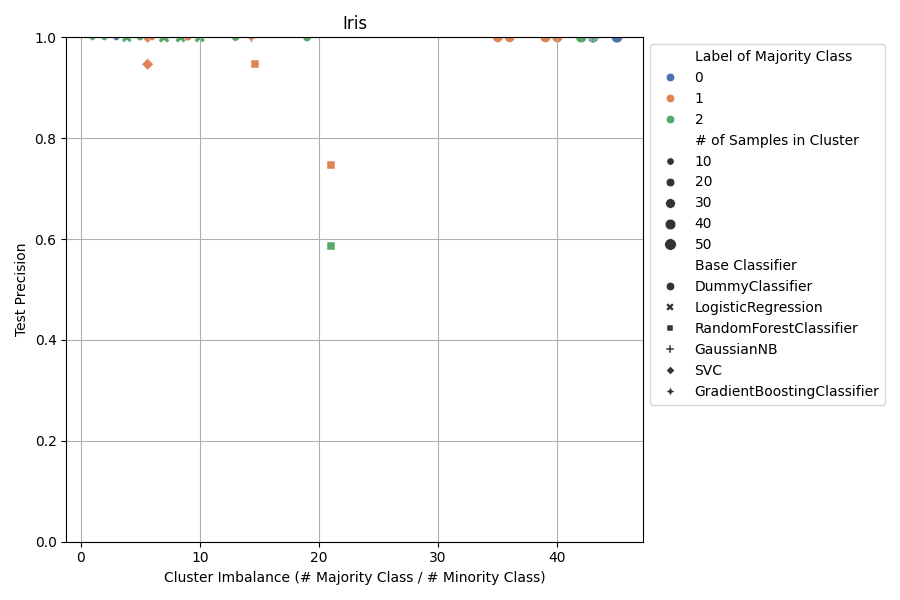 Iris
1.0
0.8
0.6
0.4
0.2
0.0
Test Precision
0 10 20 30 40
Cluster Imbalance (# Majority Class / # Minority Class)
Label of Majority Class
0
1
2
# of Samples in Cluster
10
20
30
40
50
Base Classifier
DummyClassifier
LogisticRegression
RandomForestClassifier
GaussianNB
SVC
GradientBoostingClassifier